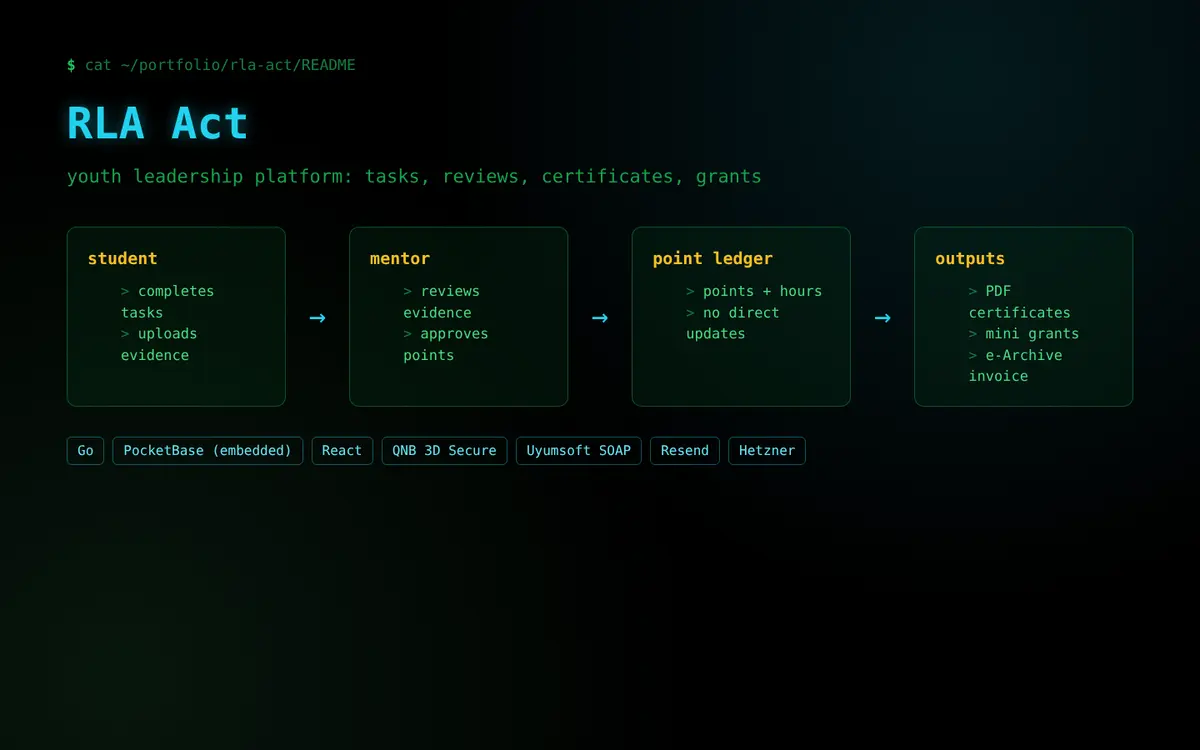 $ cat ~/portfolio/rla-act/README
RLA Act
youth leadership platform: tasks, reviews, certificates, grants
student
> completes
tasks
> uploads
evidence
→
mentor
> reviews
evidence
> approves
points
→
point ledger
> points + hours
> no direct
updates
→
outputs
> PDF
certificates
> mini grants
> e-Archive
invoice
Go
PocketBase (embedded)
React
QNB 3D Secure
Uyumsoft SOAP
Resend
Hetzner